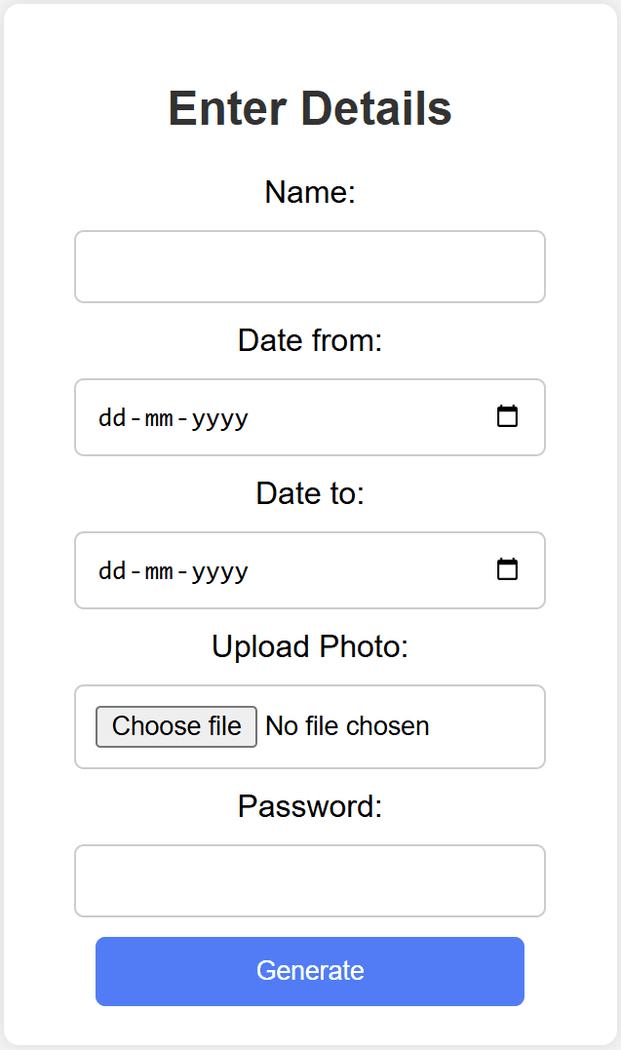 Enter Details
Name:
Date from:
dd-mm-yyyy
Date to:
dd-mm-yyyy
Upload Photo:
Choose file No file chosen
Password:
Generate